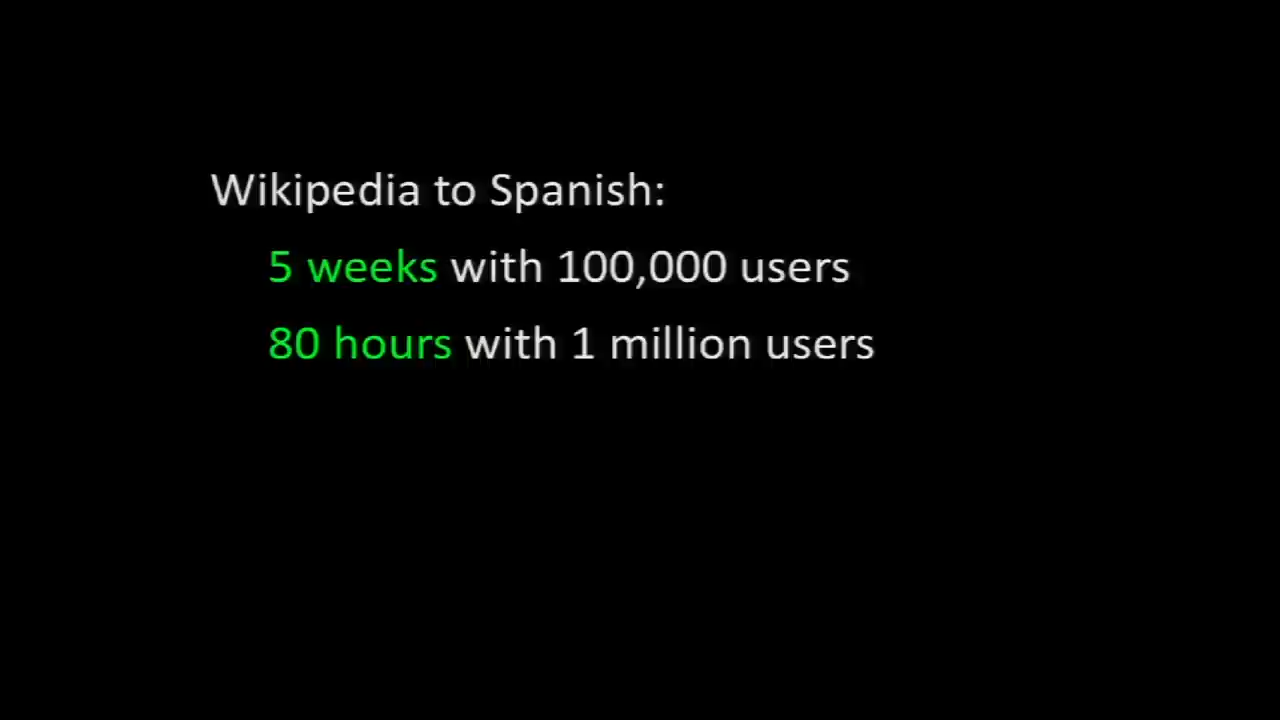 Wikipedia to Spanish:
5 weeks with 100,000 users
80 hours with 1 million users